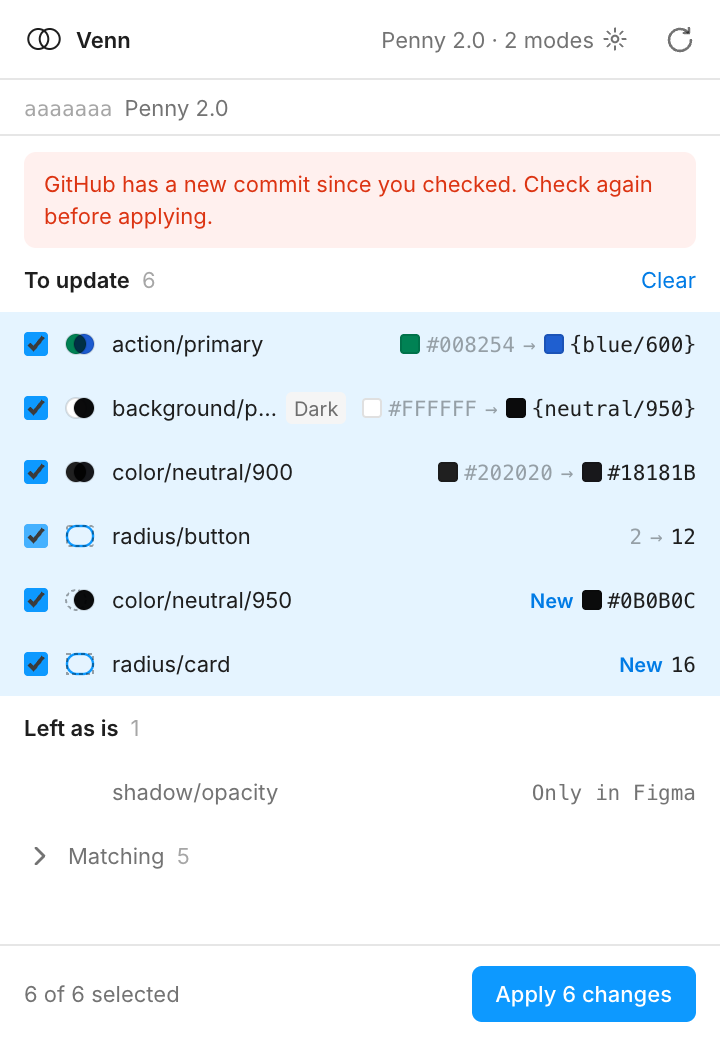 Venn
Penny 2.0 · 2 modes
aaaaaaa Penny 2.0
GitHub has a new commit since you checked. Check again
before applying.
To update 6
Clear
action/primary #008254 → {blue/600}
background/p... Dark #FFFFFF → {neutral/950}
color/neutral/900 #202020 → #18181B
radius/button 2 → 12
color/neutral/950 New #0B0B0C
radius/card New 16
Left as is 1
shadow/opacity Only in Figma
Matching 5
6 of 6 selected
Apply 6 changes